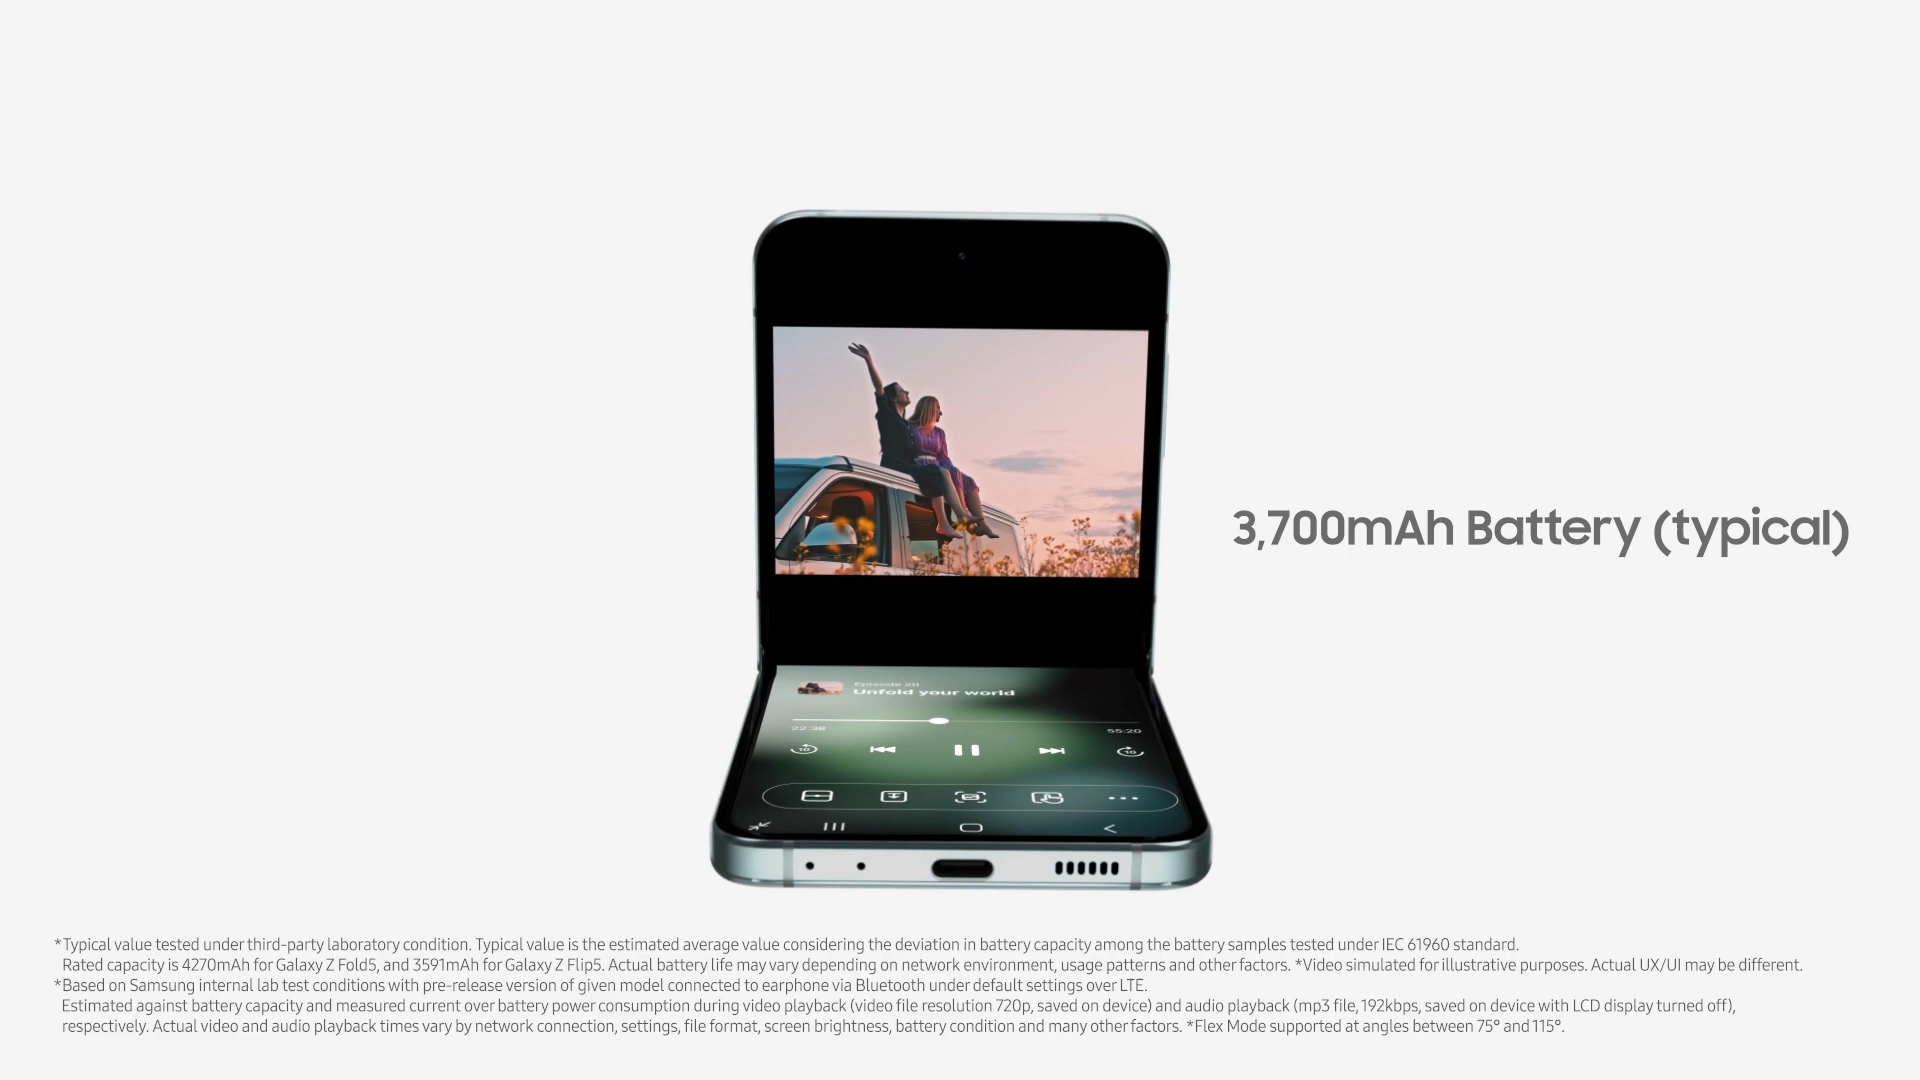 3,700mAh Battery (typical)
Episode 20
Unfold your world
22:38
55:20
10
10
*Typical value tested under third-party laboratory condition. Typical value is the estimated average value considering the deviation in battery capacity among the battery samples tested under IEC 61960 standard.
Rated capacity is 4270mAh for Galaxy Z Fold5, and 3591mAh for Galaxy Z Flip5. Actual battery life may vary depending on network environment, usage patterns and other factors. *Video simulated for illustrative purposes. Actual UX/UI may be different.
*Based on Samsung internal lab test conditions with pre-release version of given model connected to earphone via Bluetooth under default settings over LTE.
Estimated against battery capacity and measured current over battery power consumption during video playback (video file resolution 720p, saved on device) and audio playback (mp3 file, 192kbps, saved on device with LCD display turned off),
respectively. Actual video and audio playback times vary by network connection, settings, file format, screen brightness, battery condition and many other factors. *Flex Mode supported at angles between 75° and 115°.